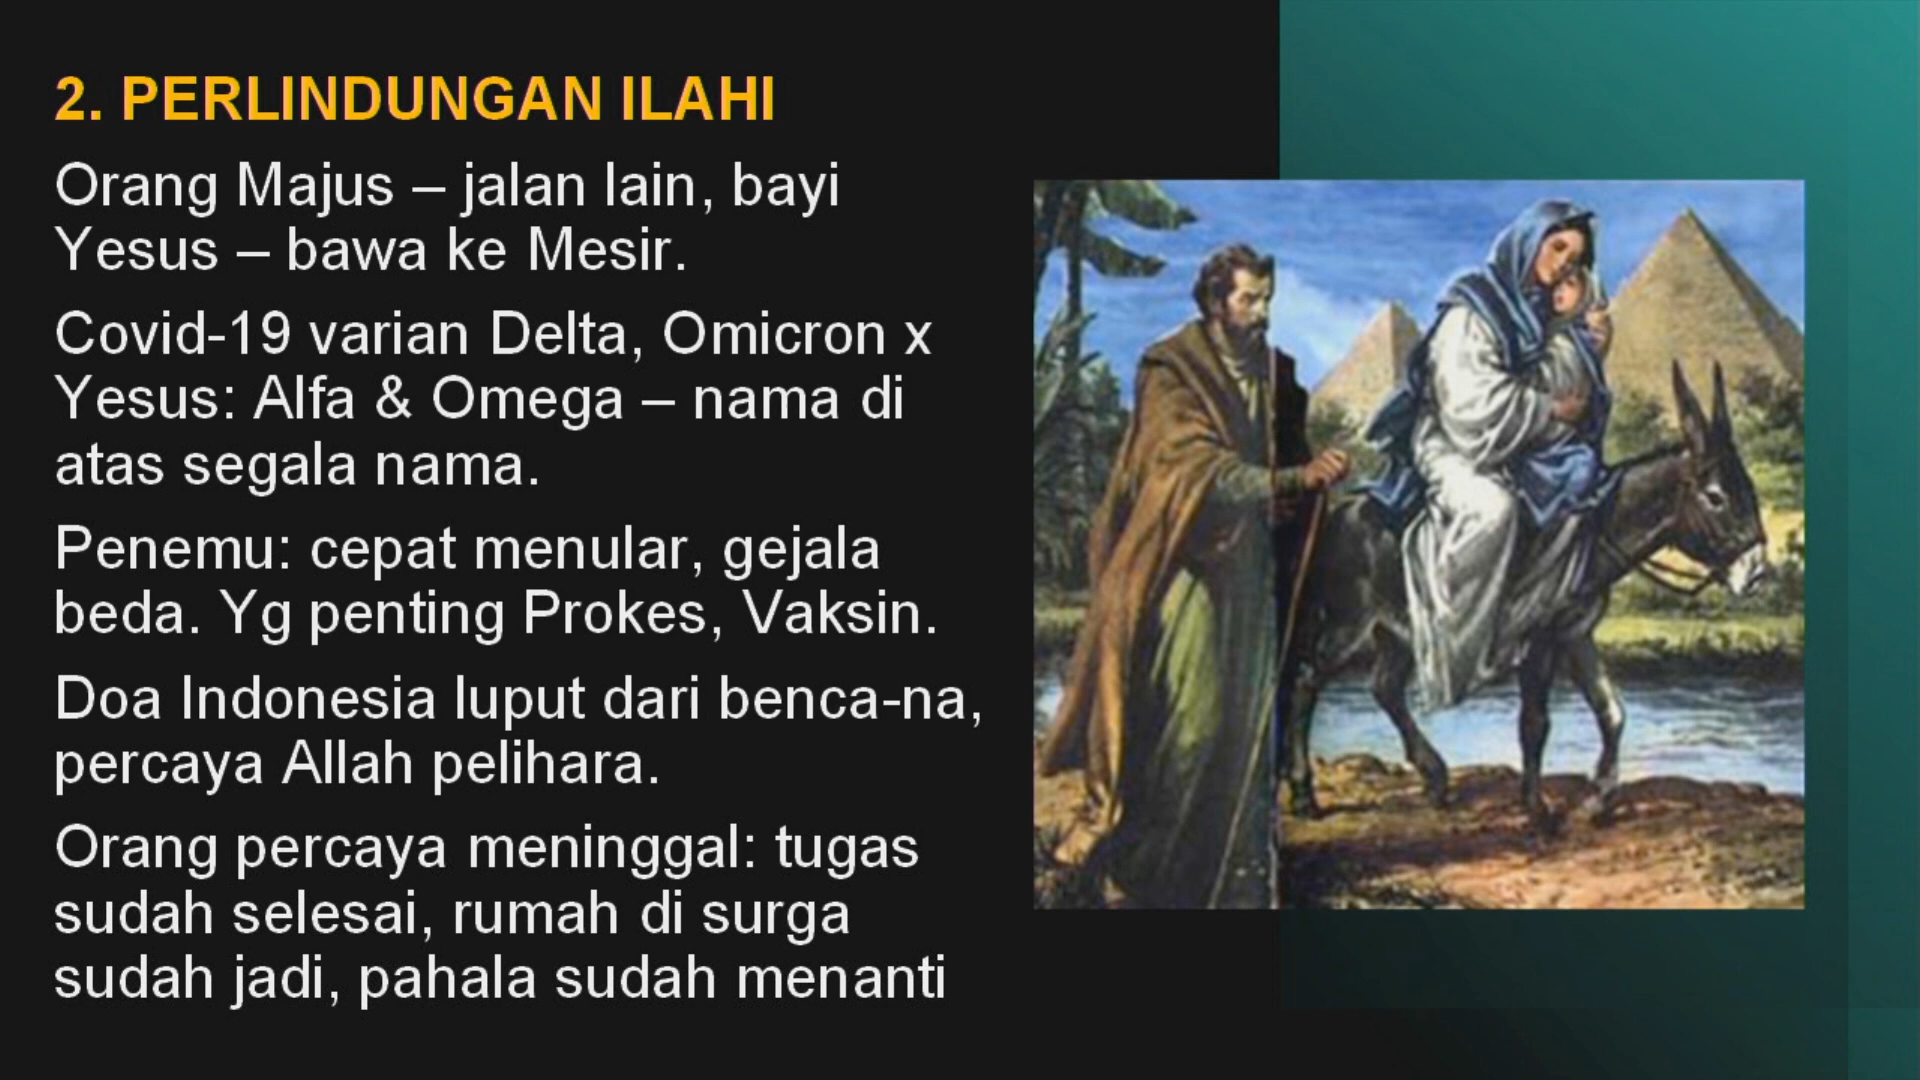 2. PERLINDUNGAN ILAHI
Orang Majus – jalan lain, bayi
Yesus – bawa ke Mesir.
Covid-19 varian Delta, Omicron x
Yesus: Alfa & Omega – nama di
atas segala nama.
Penemu: cepat menular, gejala
beda. Yg penting Prokes, Vaksin.
Doa Indonesia luput dari benca-na,
percaya Allah pelihara.
Orang percaya meninggal: tugas
sudah selesai, rumah di surga
sudah jadi, pahala sudah menanti